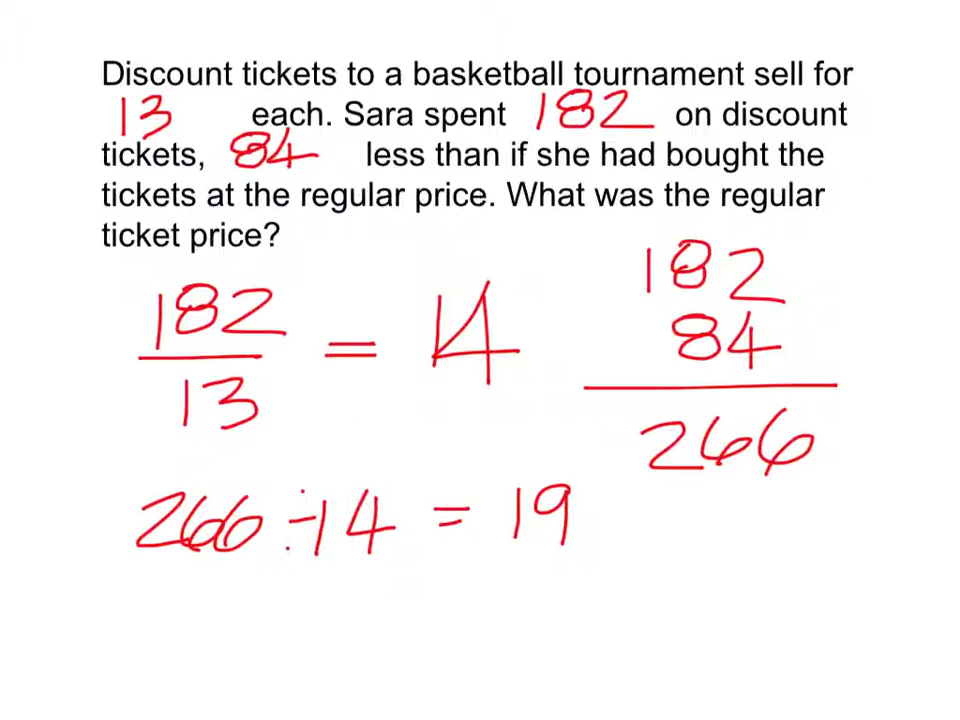 Discount tickets to a basketball tournament sell for
13 each. Sara spent 182 on discount
tickets, 84 less than if she had bought the
tickets at the regular price. What was the regular
ticket price?
182
13
= 14
182
84
266
266 ÷ 14 = 19